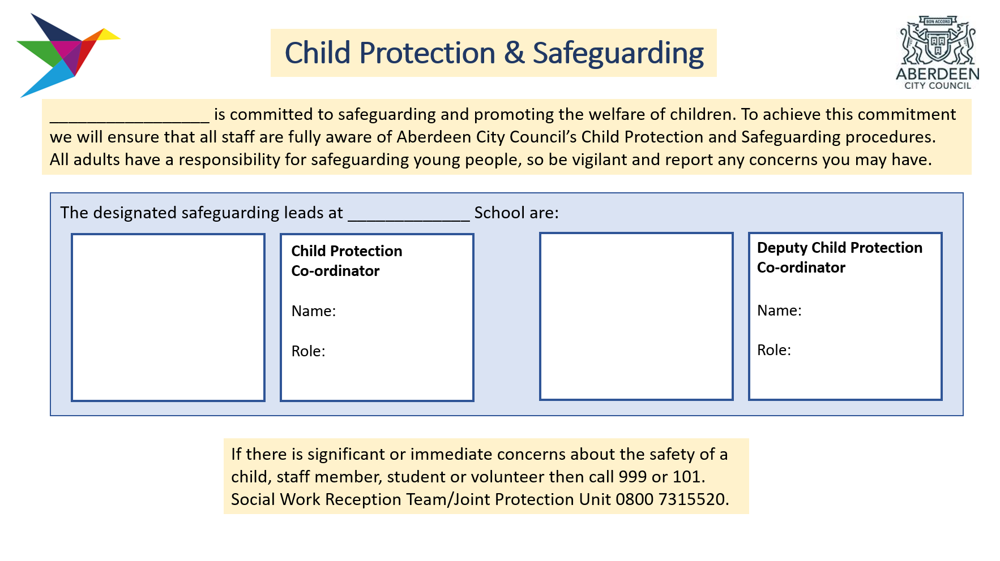 Child Protection & Safeguarding
BON ACCORD
ABERDEEN
CITY COUNCIL
_________________ is committed to safeguarding and promoting the welfare of children. To achieve this commitment
we will ensure that all staff are fully aware of Aberdeen City Council’s Child Protection and Safeguarding procedures.
All adults have a responsibility for safeguarding young people, so be vigilant and report any concerns you may have.
The designated safeguarding leads at _____________ School are:
Child Protection
Co-ordinator
Name:
Role:
Deputy Child Protection
Co-ordinator
Name:
Role:
If there is significant or immediate concerns about the safety of a
child, staff member, student or volunteer then call 999 or 101.
Social Work Reception Team/Joint Protection Unit 0800 7315520.